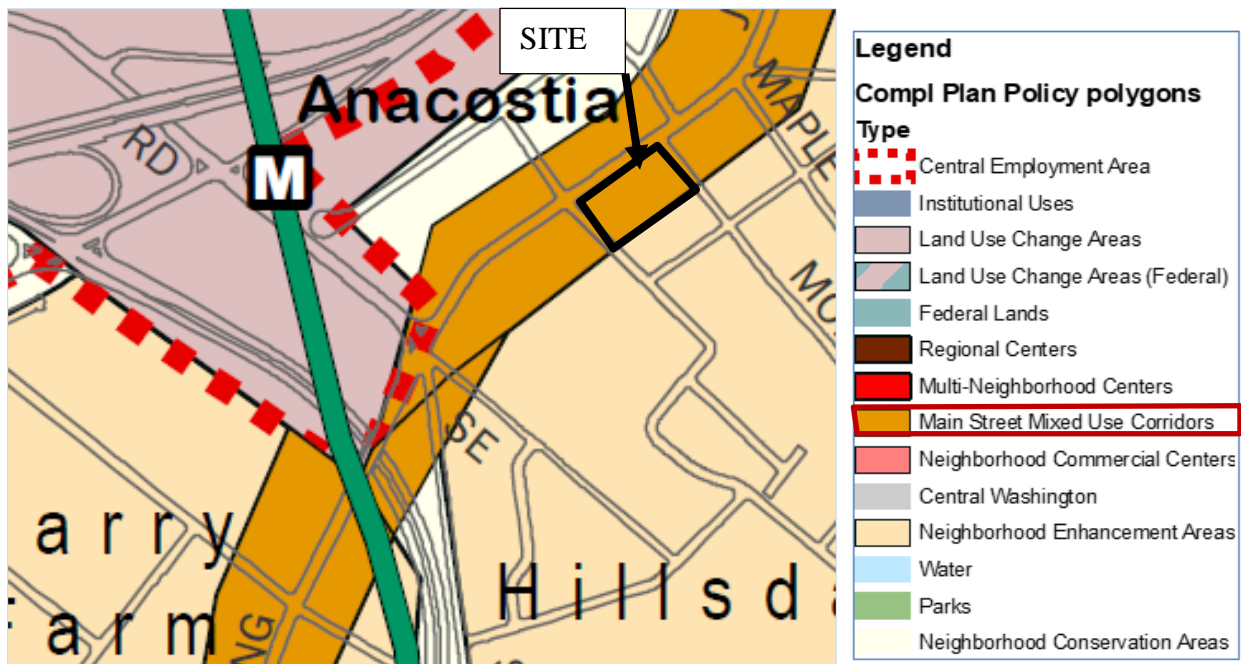 SITE
Anacostia
RD
M
MAPLE
SE
arry
arm
Hillsd
NG
Legend
Compl Plan Policy polygons
Type
Central Employment Area
Institutional Uses
Land Use Change Areas
Land Use Change Areas (Federal)
Federal Lands
Regional Centers
Multi-Neighborhood Centers
Main Street Mixed Use Corridors
Neighborhood Commercial Centers
Central Washington
Neighborhood Enhancement Areas
Water
Parks
Neighborhood Conservation Areas